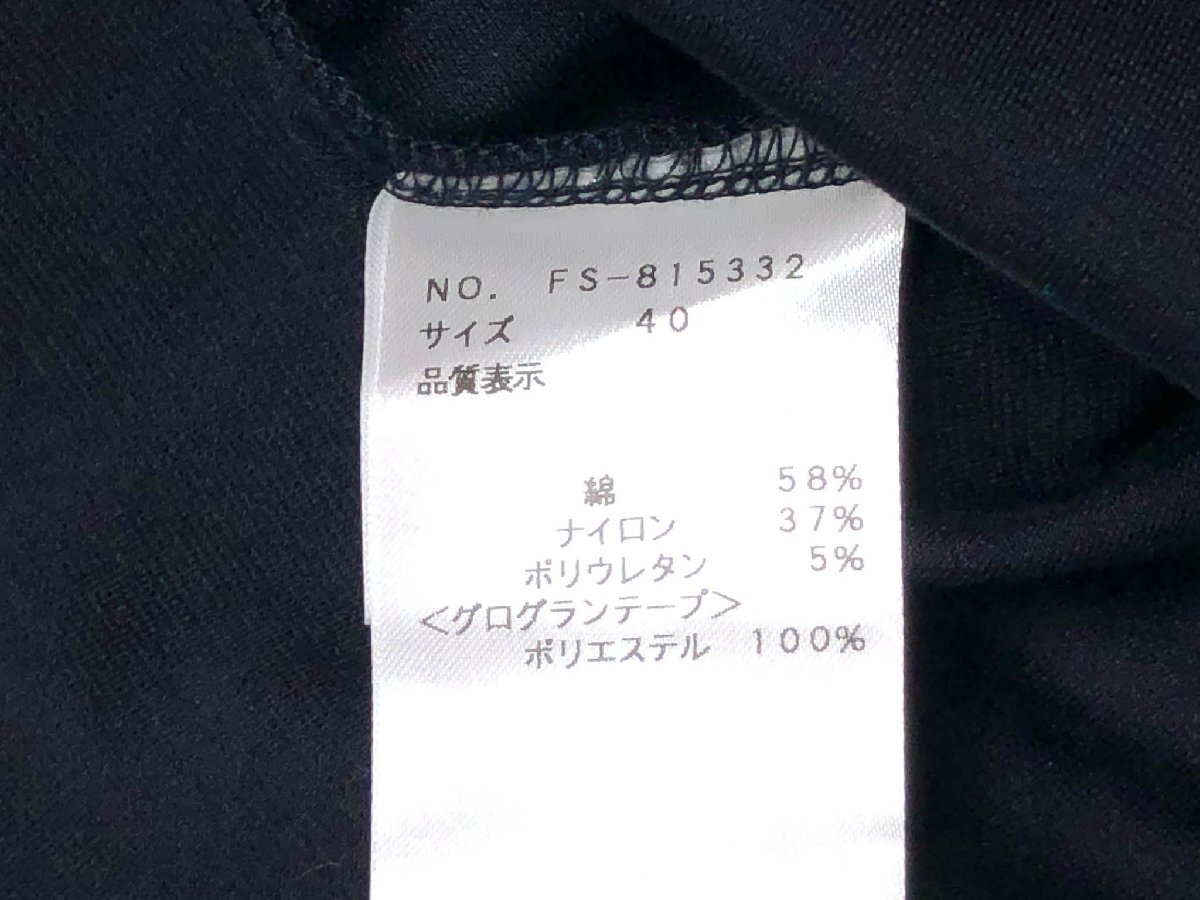 NO. FS-815332
サイズ 40
品質表示
綿 58%
ナイロン 37%
ポリウレタン 5%
<グログランテープ>
ポリエステル 100%